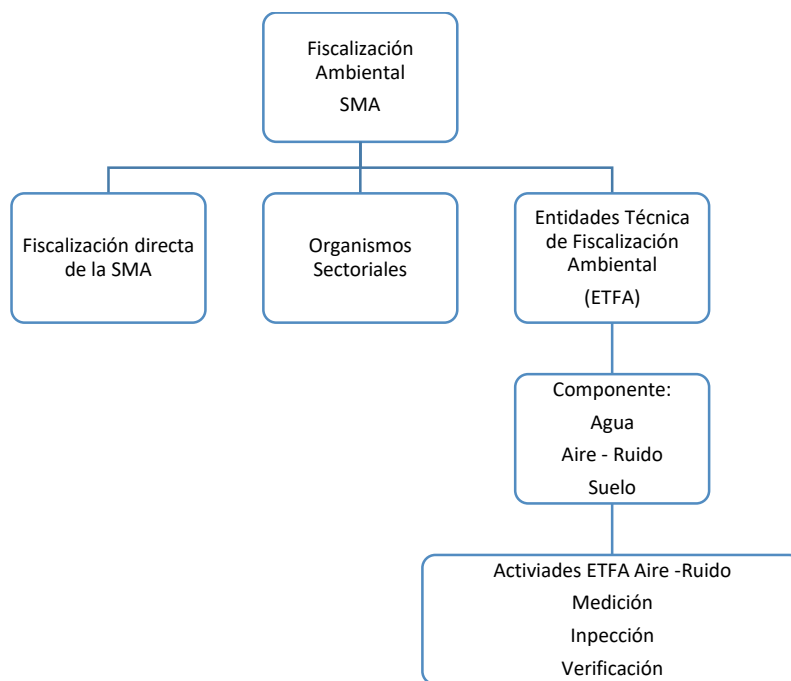 Fiscalización
Ambiental
SMA
Fiscalización directa
de la SMA
Organismos
Sectoriales
Entidades Técnica
de Fiscalización
Ambiental
(ETFA)
Componente:
Agua
Aire - Ruido
Suelo
Activiades ETFA Aire -Ruido
Medición
Inpección
Verificación